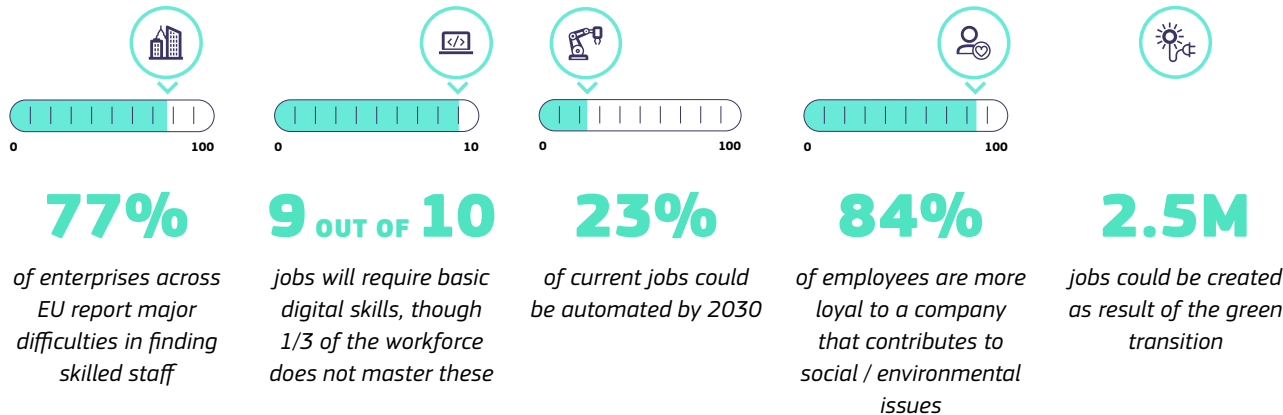 0 100
77%
of enterprises across
EU report major
difficulties in finding
skilled staff
</>
0 10
9 OUT OF 10
jobs will require basic
digital skills, though
1/3 of the workforce
does not master these
0 100
23%
of current jobs could
be automated by 2030
0 100
84%
of employees are more
loyal to a company
that contributes to
social / environmental
issues
2.5M
jobs could be created
as result of the green
transition